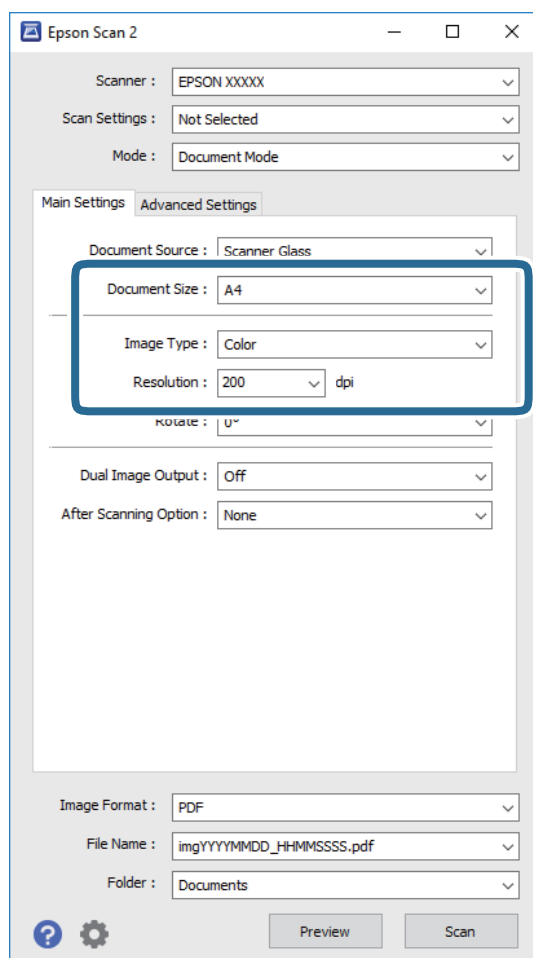 Epson Scan 2
Scanner : EPSON XXXXX
Scan Settings : Not Selected
Mode : Document Mode
Main Settings Advanced Settings
Document Source : Scanner Glass
Document Size : A4
Image Type : Color
Resolution : 200 dpi
Rotate : 0°
Dual Image Output : Off
After Scanning Option : None
Image Format : PDF
File Name : imgYYYYMMDD_HHMMSSSS.pdf
Folder : Documents
? Preview Scan